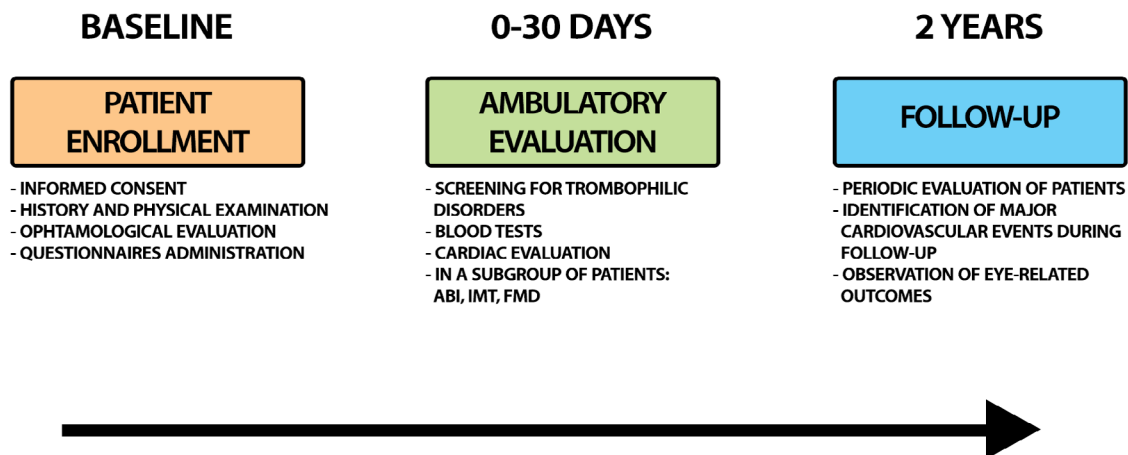 BASELINE
PATIENT
ENROLLMENT
- INFORMED CONSENT
- HISTORY AND PHYSICAL EXAMINATION
- OPHTAMOLOGICAL EVALUATION
- QUESTIONNAIRES ADMINISTRATION
0-30 DAYS
AMBULATORY
EVALUATION
- SCREENING FOR TROMBOPHILIC
DISORDERS
- BLOOD TESTS
- CARDIAC EVALUATION
- IN A SUBGROUP OF PATIENTS:
ABI, IMT, FMD
2 YEARS
FOLLOW-UP
- PERIODIC EVALUATION OF PATIENTS
- IDENTIFICATION OF MAJOR
CARDIOVASCULAR EVENTS DURING
FOLLOW-UP
- OBSERVATION OF EYE-RELATED
OUTCOMES